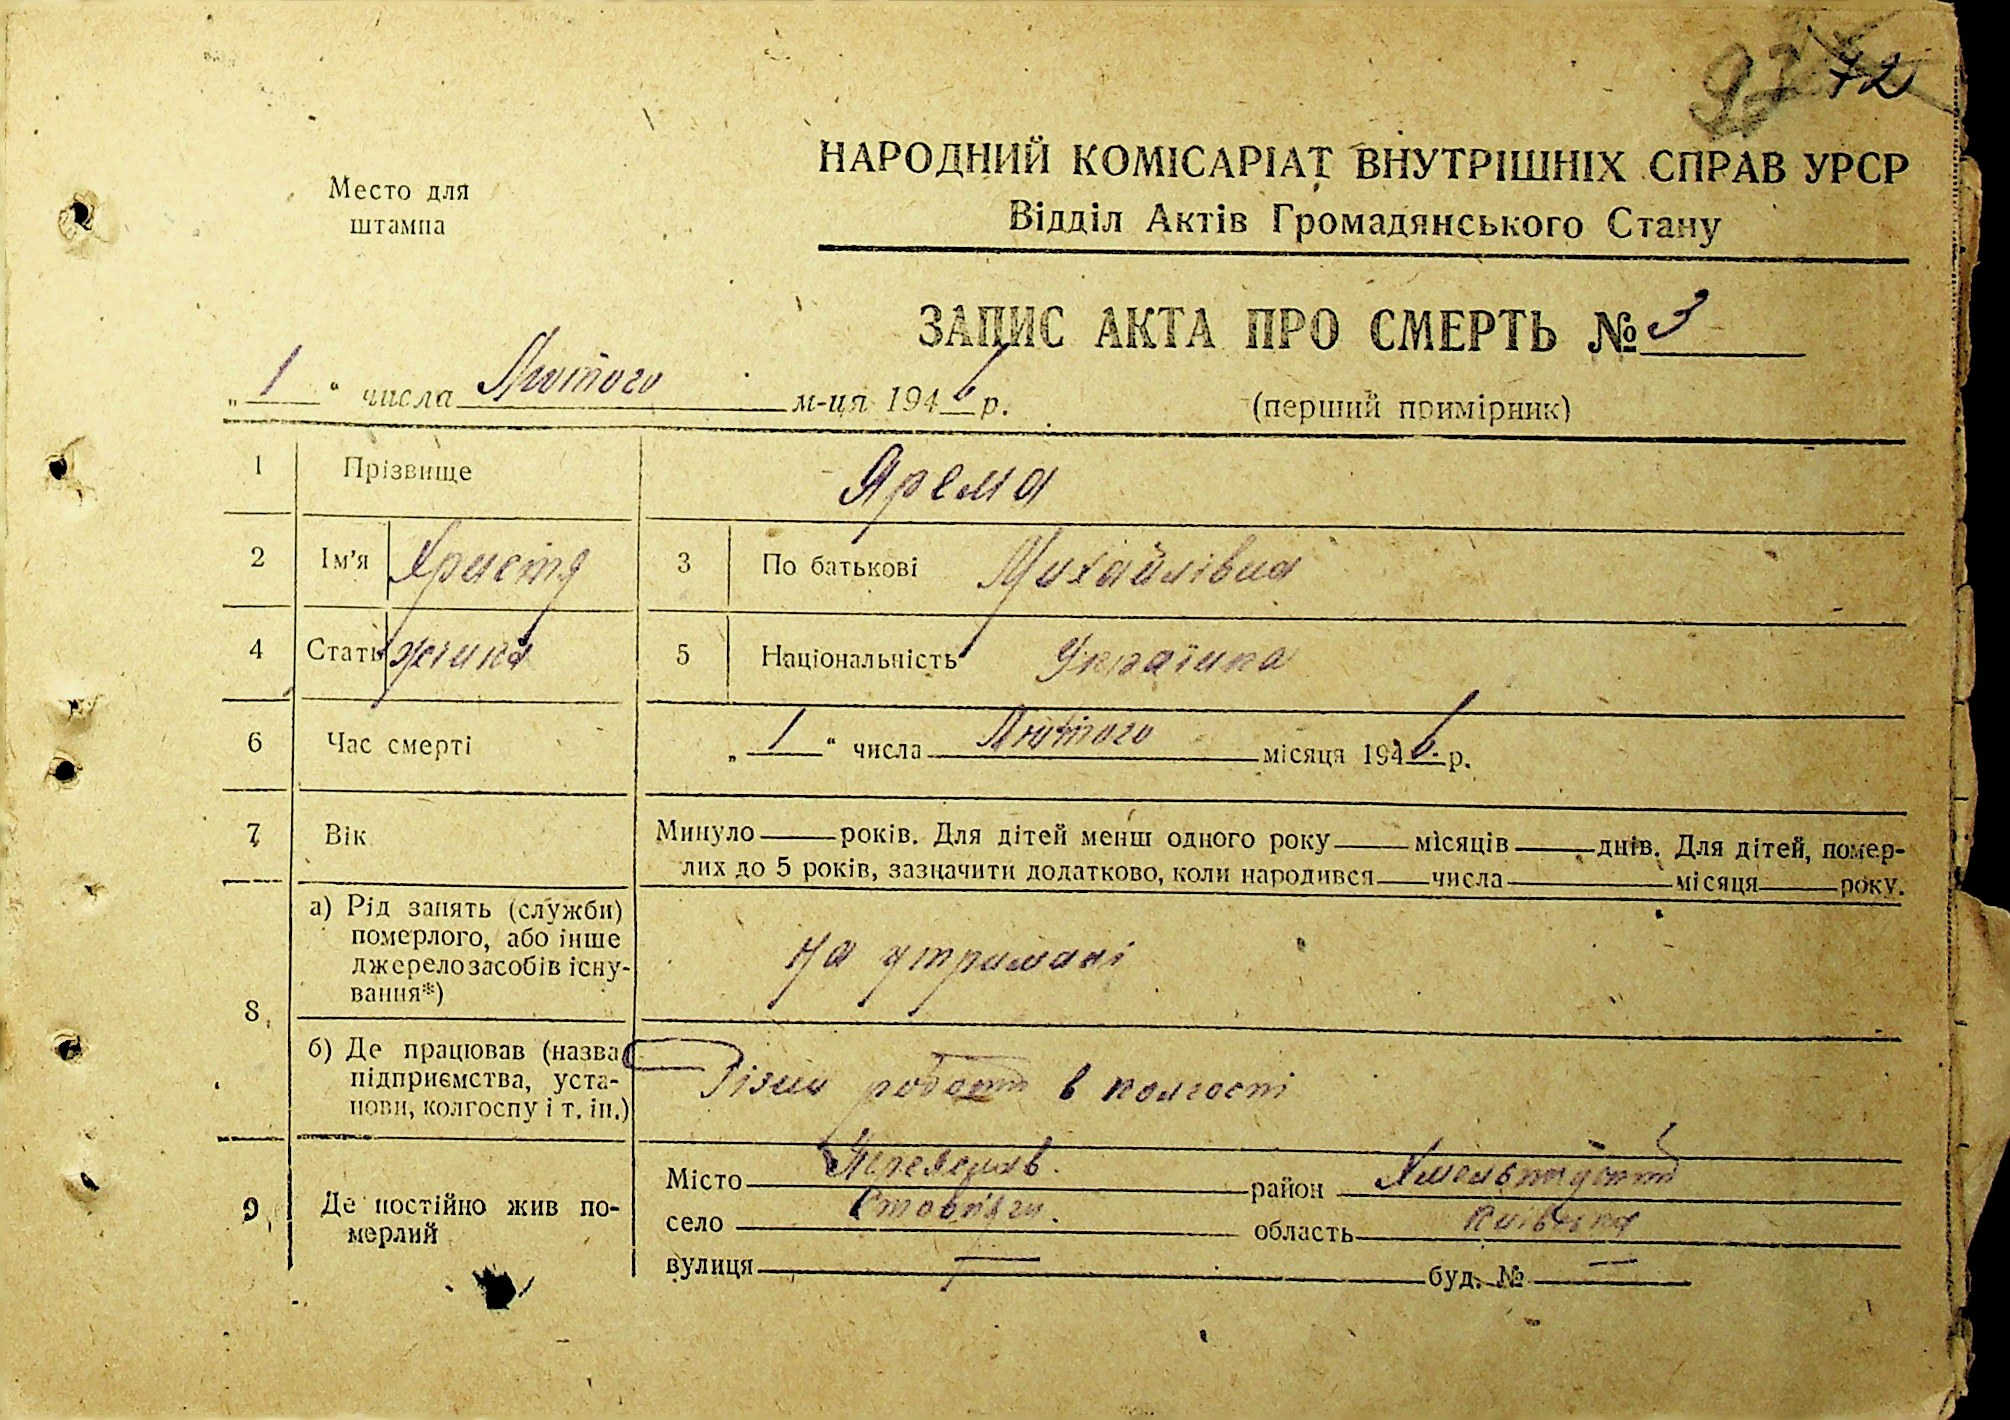 72
Место для
штампа
НАРОДНИЙ КОМІСАРІАТ ВНУТРІШНІХ СПРАВ УРСР
Відділ Актів Громадянського Стану
ЗАПИС АКТА ПРО СМЕРТЬ № 3
„ 1 “ числа Лютого м-ця 1946 р.
(перший примірник)
1 Прізвище Ярема
2 Ім'я Христя 3 По батькові Михайлівна
4 Стать жінка 5 Національність Українка
6 Час смерті „ 1 “ числа Лютого місяця 1946 р.
7 Вік Минуло років. Для дітей менш одного року місяців днів. Для дітей, помер-
лих до 5 років, зазначити додатково, коли народився числа місяця року.
8 а) Рід занять (служби)
померлого, або інше
джерело засобів існу-
вання*)
на утримані
б) Де працював (назва
підприємства, уста-
нови, колгоспу і т. ін.)
Різни робот в колгоспі
9 Де постійно жив по-
мерлий
Місто Переяслав район
село Стовпяги область Київська
вулиця — буд. № —